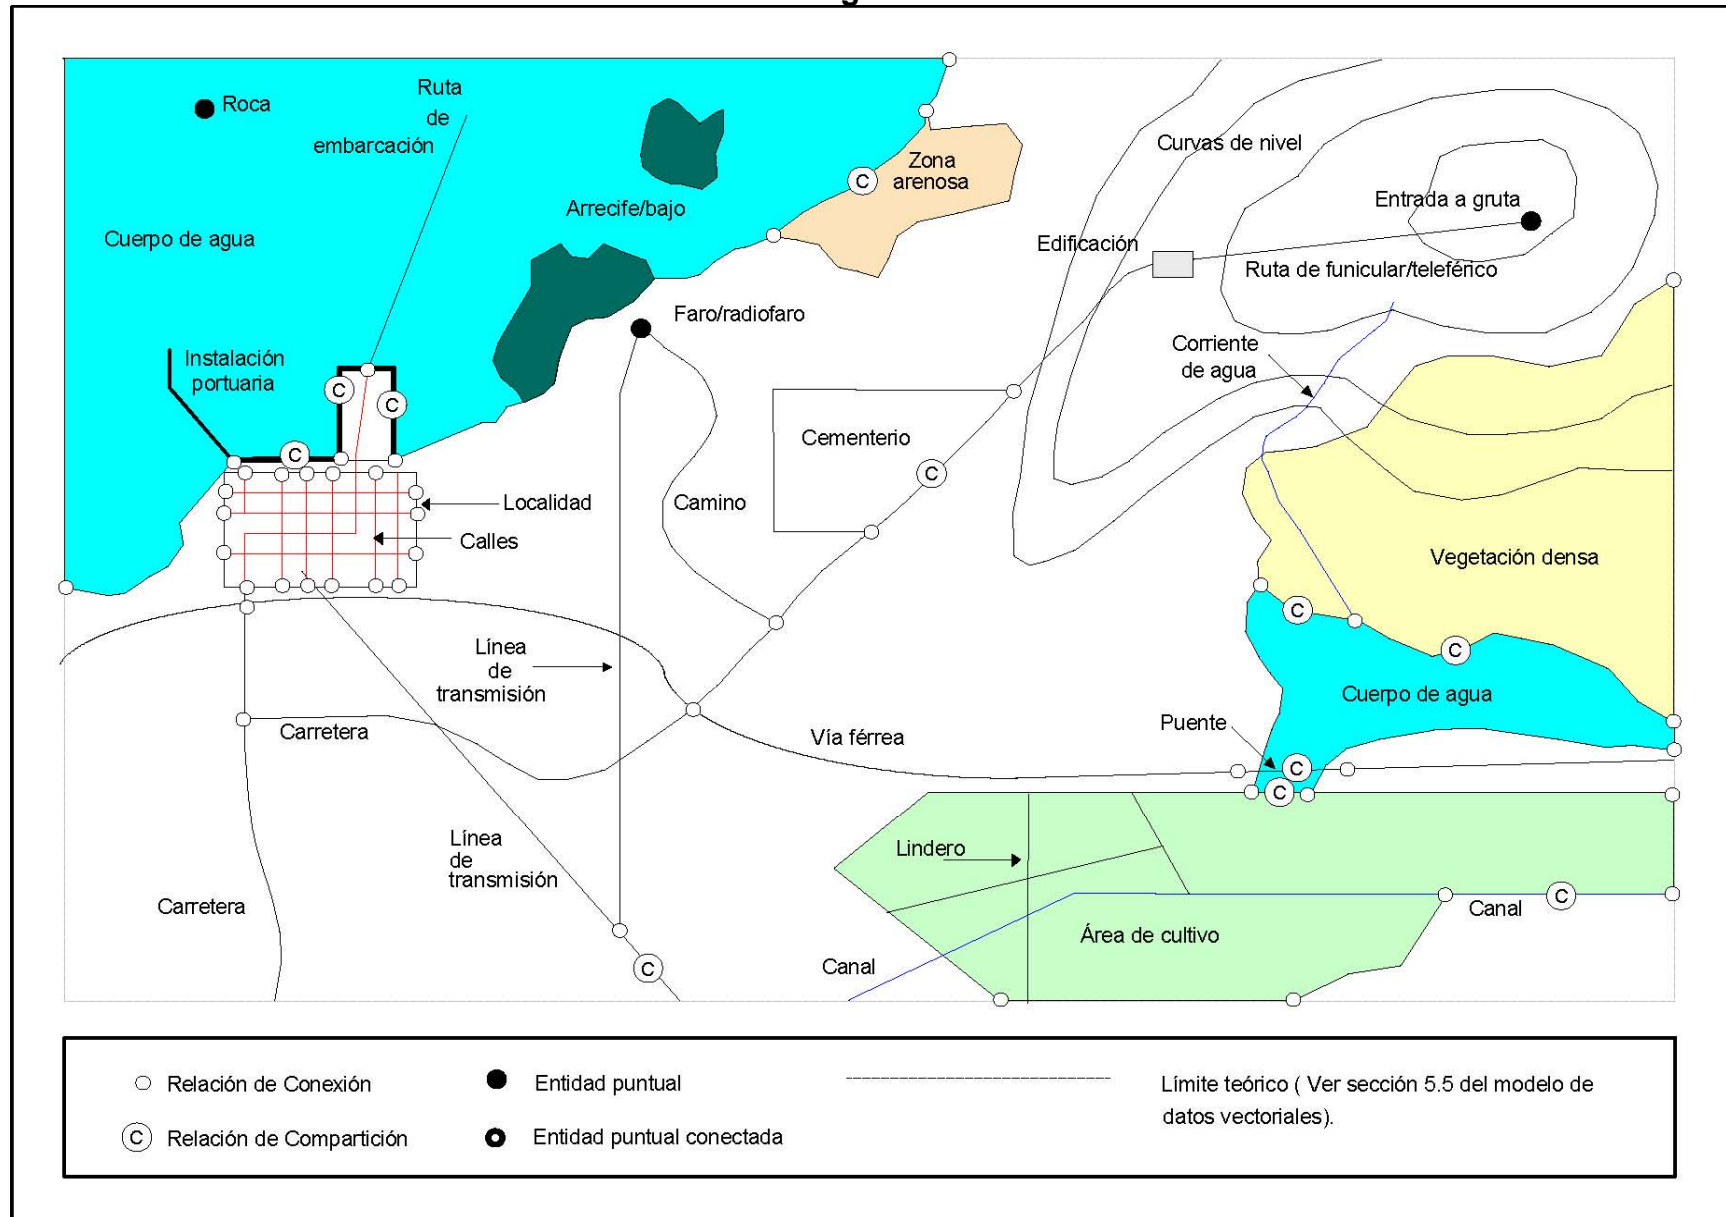 g
Roca
Ruta
de
embarcación
Zona
arenosa
C
Curvas de nivel
Arrecife/bajo
Entrada a gruta
Cuerpo de agua
Edificación
Ruta de funicular/teleférico
Faro/radiofaro
Instalación
portuaria
Corriente
de agua
C
C
Cementerio
C
C
Localidad
Camino
Calles
Vegetación densa
C
Línea
de
transmisión
C
Cuerpo de agua
Puente
Carretera
Vía férrea
C
C
Línea
de
transmisión
Lindero
Carretera
C
Canal
Área de cultivo
Canal
C
Relación de Conexión
Entidad puntual
Límite teórico ( Ver sección 5.5 del modelo de
datos vectoriales).
C
Relación de Compartición
Entidad puntual conectada